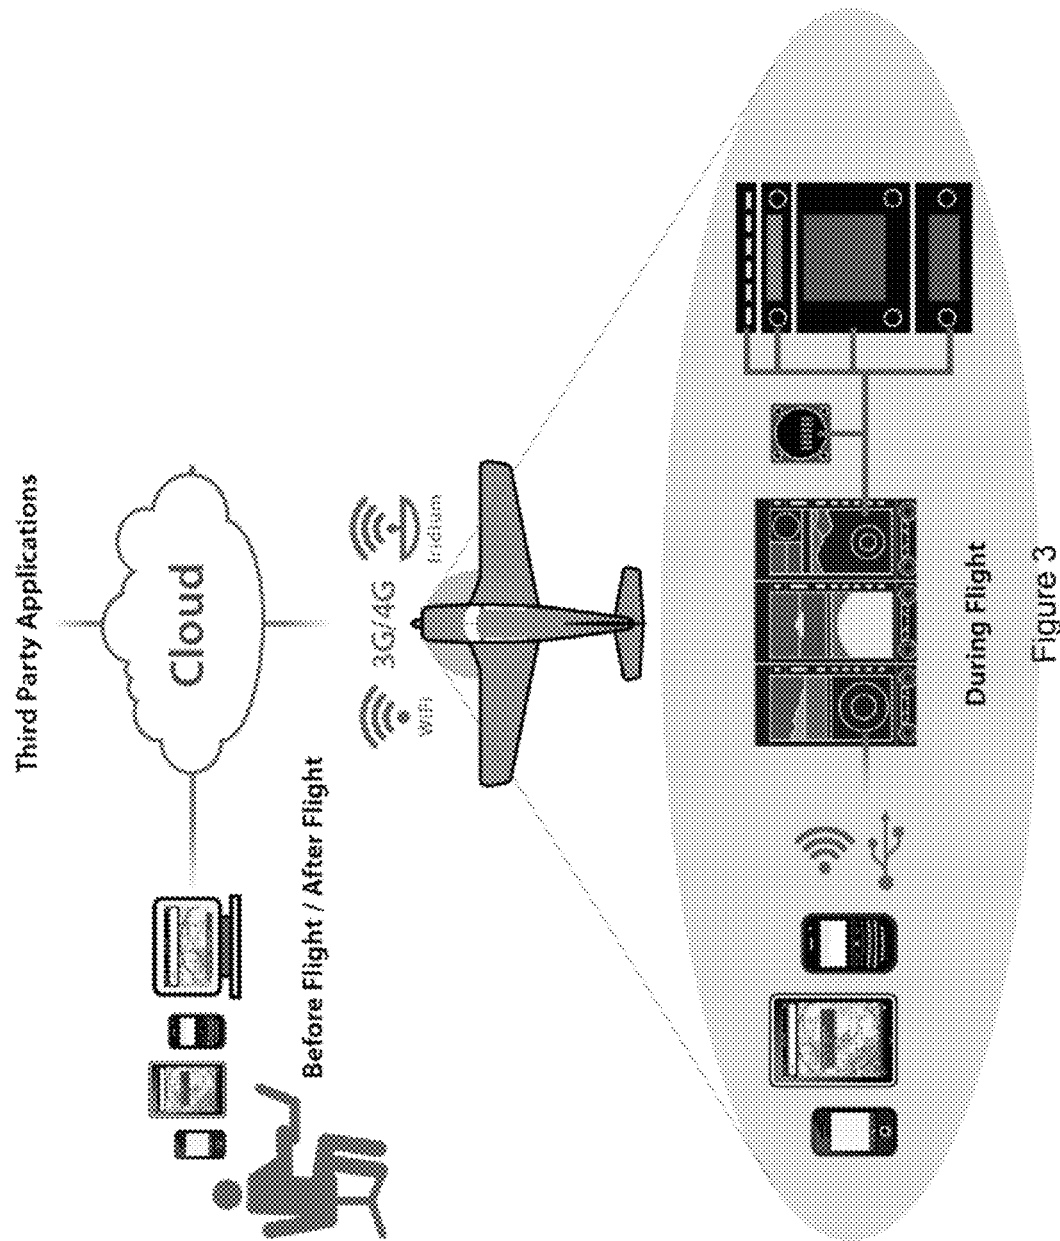 Third Party Applications
Cloud
Before Flight / After Flight
WiFi
3G/4G
Iridium
During Flight
Figure 3